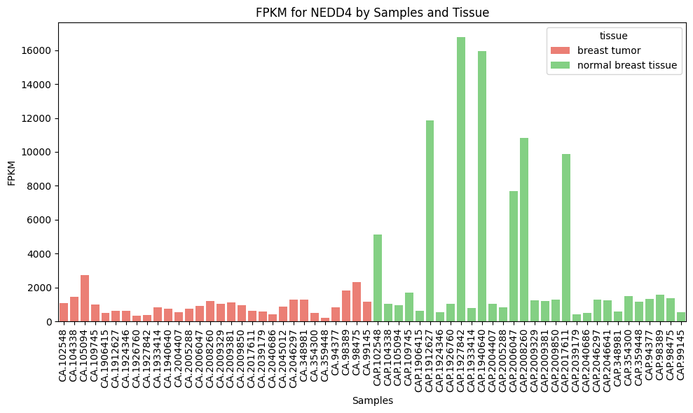 FPKM for NEDD4 by Samples and Tissue
tissue
breast tumor
normal breast tissue
16000
14000
12000
10000
8000
6000
4000
2000
0
FPKM
CA.102548
CA.104338
CA.105094
CA.109745
CA.1906415
CA.1912627
CA.1924346
CA.1926760
CA.1927842
CA.1933414
CA.1940640
CA.2004407
CA.2005288
CA.2006047
CA.2008260
CA.2009329
CA.2009381
CA.2009850
CA.2017611
CA.2039179
CA.2040686
CA.2045012
CA.2046297
CA.348981
CA.354300
CA.359448
CA.94377
CA.98389
CA.98475
CA.99145
CAP.102548
CAP.104338
CAP.105094
CAP.109745
CAP.1906415
CAP.1912627
CAP.1924346
CAP.1926760
CAP.1927842
CAP.1933414
CAP.1940640
CAP.2004407
CAP.2005288
CAP.2006047
CAP.2008260
CAP.2009329
CAP.2009381
CAP.2009850
CAP.2017611
CAP.2039179
CAP.2040686
CAP.2046297
CAP.2046641
CAP.348981
CAP.354300
CAP.359448
CAP.94377
CAP.98389
CAP.98475
CAP.99145
Samples